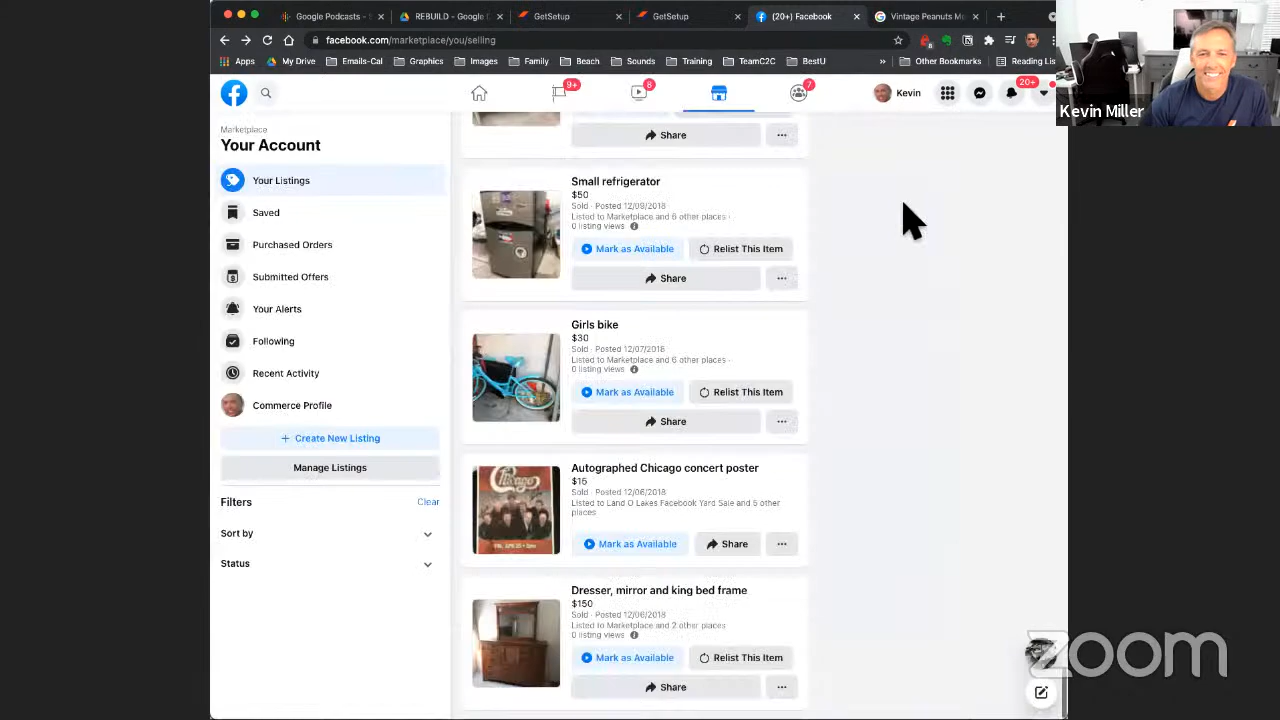 Google Podcasts - S
REBUILD - Google D
GetSetup
GetSetup
(20+) Facebook
Vintage Peanuts Me
facebook.com/marketplace/you/selling
Apps
My Drive
Emails-Cal
Graphics
Images
Family
Beach
Sounds
Training
TeamC2C
BestU
»
Other Bookmarks
Reading List
9+
8
7
Kevin
20+
Kevin Miller
Marketplace
Your Account
Your Listings
Saved
Purchased Orders
Submitted Offers
Your Alerts
Following
Recent Activity
Commerce Profile
+ Create New Listing
Manage Listings
Filters
Clear
Sort by
Status
Share
Small refrigerator
$50
Sold · Posted 12/09/2018
Listed to Marketplace and 6 other places ·
0 listing views
Mark as Available
Relist This Item
Share
Girls bike
$30
Sold · Posted 12/07/2018
Listed to Marketplace and 6 other places ·
0 listing views
Mark as Available
Relist This Item
Share
Chicago
Autographed Chicago concert poster
$15
Sold · Posted 12/06/2018
Listed to Land O Lakes Facebook Yard Sale and 5 other
places
Mark as Available
Share
Dresser, mirror and king bed frame
$150
Sold · Posted 12/06/2018
Listed to Marketplace and 2 other places
0 listing views
Mark as Available
Relist This Item
Share
zoom